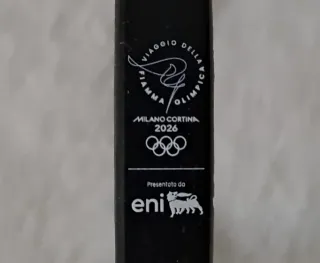 VIAGGIO DELLA
FIAMMA OLIMPICA
MILANO CORTINA
2026
Presentato da
eni